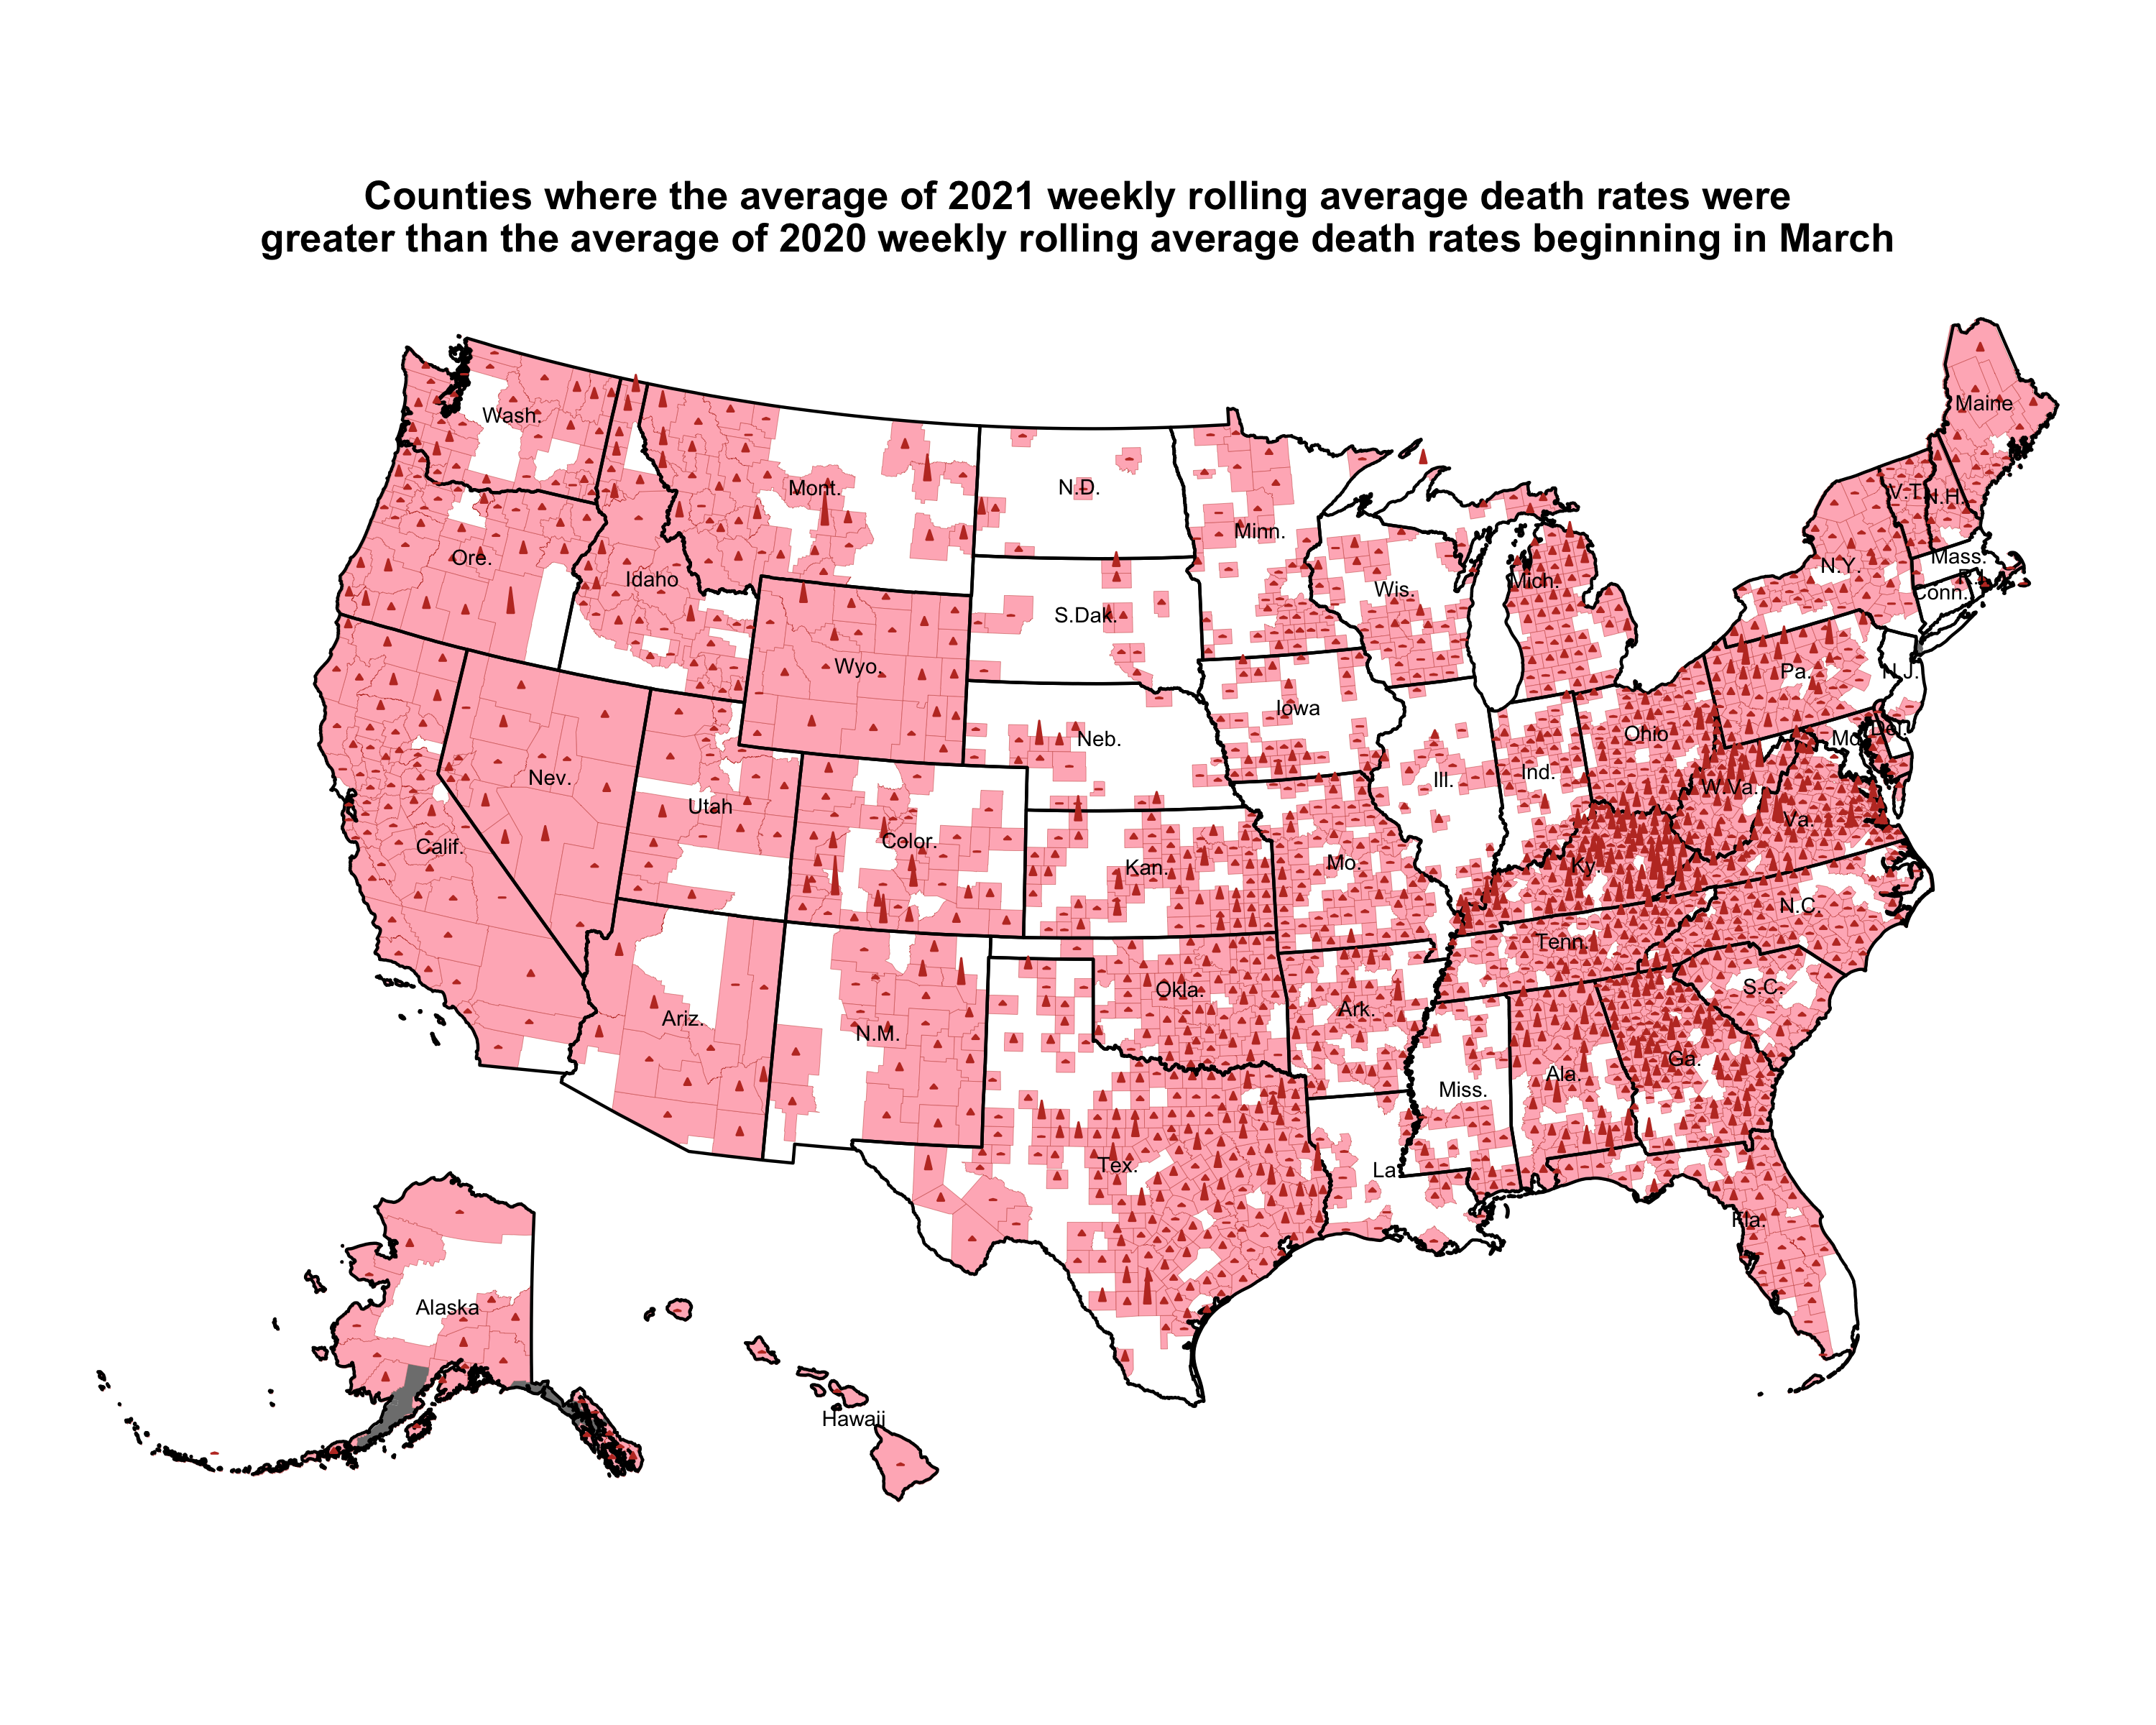 Counties where the average of 2021 weekly rolling average death rates were
greater than the average of 2020 weekly rolling average death rates beginning in March
Maine
Wash.
Mont.
N.D.
V.T.
N.H.
Minn.
Ore.
Mass.
N.Y.
R.I.
Idaho
Mich.
Wis.
Conn.
S.Dak.
Wyo.
Pa.
N.J.
Iowa
Del.
Ohio
Md.
Neb.
Nev.
Ind.
Ill.
W.Va.
Utah
Va.
Color.
Calif.
Mo.
Ky.
Kan.
N.C.
Tenn.
S.C.
Okla.
Ark.
Ariz.
N.M.
Ga.
Ala.
Miss.
Tex.
La.
Fla.
Alaska
Hawaii